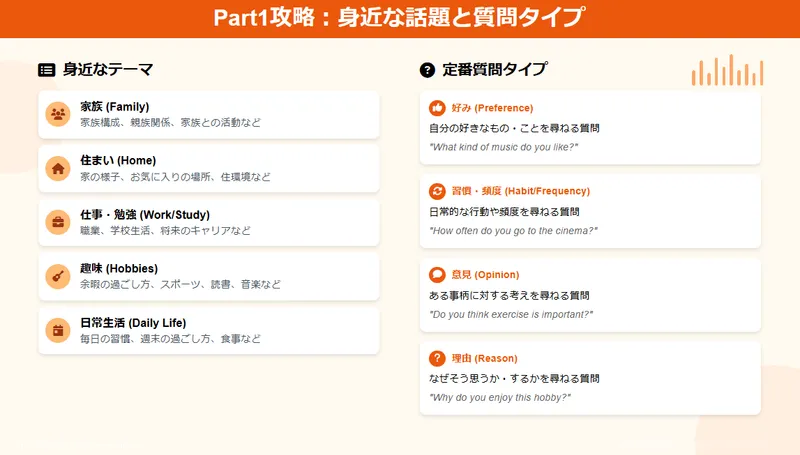 Part1攻略：身近な話題と質問タイプ
身近なテーマ
家族 (Family)
家族構成、親族関係、家族との活動など
住まい (Home)
家の様子、お気に入りの場所、住環境など
仕事・勉強 (Work/Study)
職業、学校生活、将来のキャリアなど
趣味 (Hobbies)
余暇の過ごし方、スポーツ、読書、音楽など
日常生活 (Daily Life)
毎日の習慣、週末の過ごし方、食事など
定番質問タイプ
好み (Preference)
自分の好きなもの・ことを尋ねる質問
"What kind of music do you like?"
習慣・頻度 (Habit/Frequency)
日常的な行動や頻度を尋ねる質問
"How often do you go to the cinema?"
意見 (Opinion)
ある事柄に対する考えを尋ねる質問
"Do you think exercise is important?"
理由 (Reason)
なぜそう思うか・するかを尋ねる質問
"Why do you enjoy this hobby?"